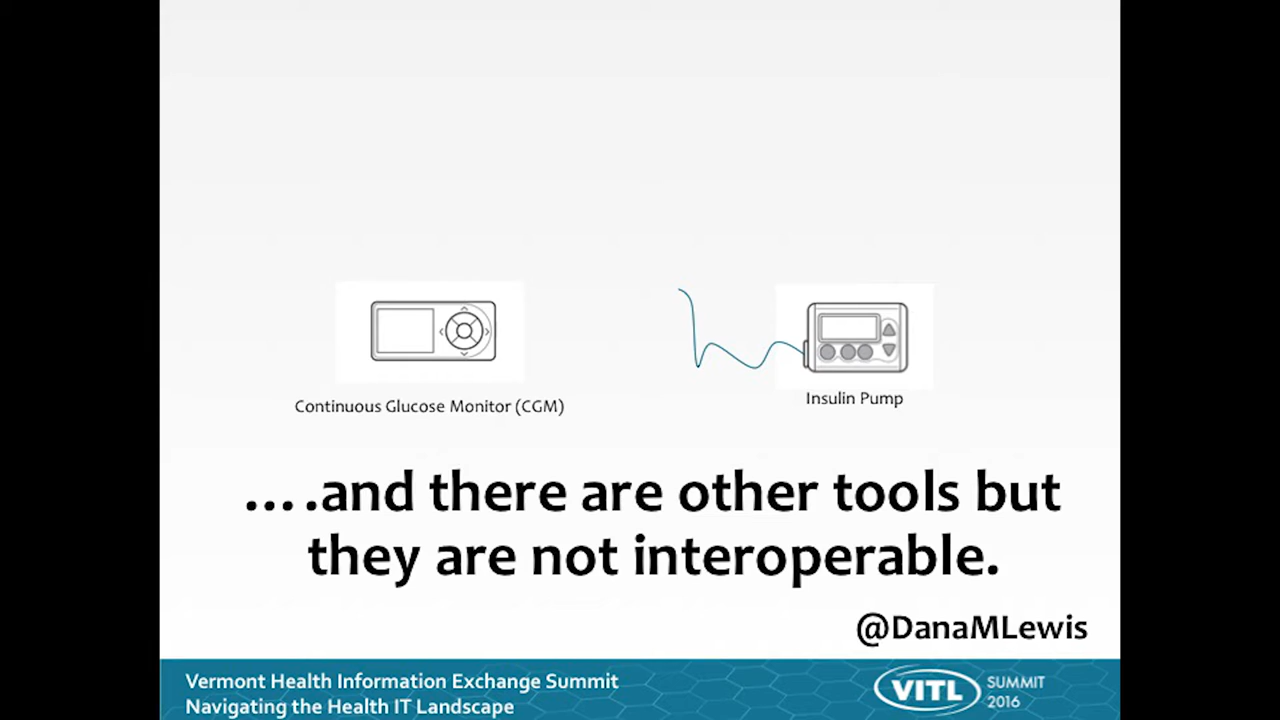 Continuous Glucose Monitor (CGM)
Insulin Pump
....and there are other tools but
they are not interoperable.
@DanaMLewis
Vermont Health Information Exchange Summit
Navigating the Health IT Landscape
VITL
SUMMIT
2016